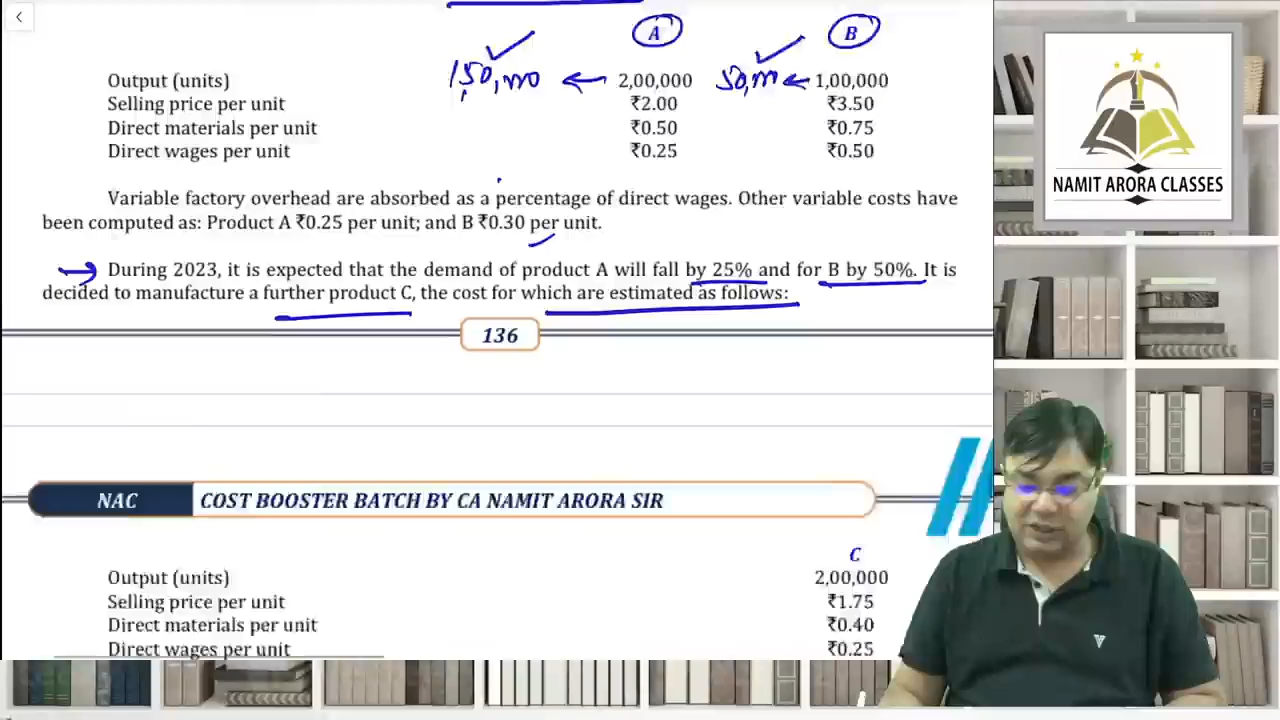 A B
150,000 ← 2,00,000 50,000 ← 1,00,000
Output (units)
Selling price per unit ₹2.00 ₹3.50
Direct materials per unit ₹0.50 ₹0.75
Direct wages per unit ₹0.25 ₹0.50
Variable factory overhead are absorbed as a percentage of direct wages. Other variable costs have
been computed as: Product A ₹0.25 per unit; and B ₹0.30 per unit.
During 2023, it is expected that the demand of product A will fall by 25% and for B by 50%. It is
decided to manufacture a further product C, the cost for which are estimated as follows:
136
NAC COST BOOSTER BATCH BY CA NAMIT ARORA SIR
C
Output (units) 2,00,000
Selling price per unit ₹1.75
Direct materials per unit ₹0.40
Direct wages per unit ₹0.25
NAMIT ARORA CLASSES